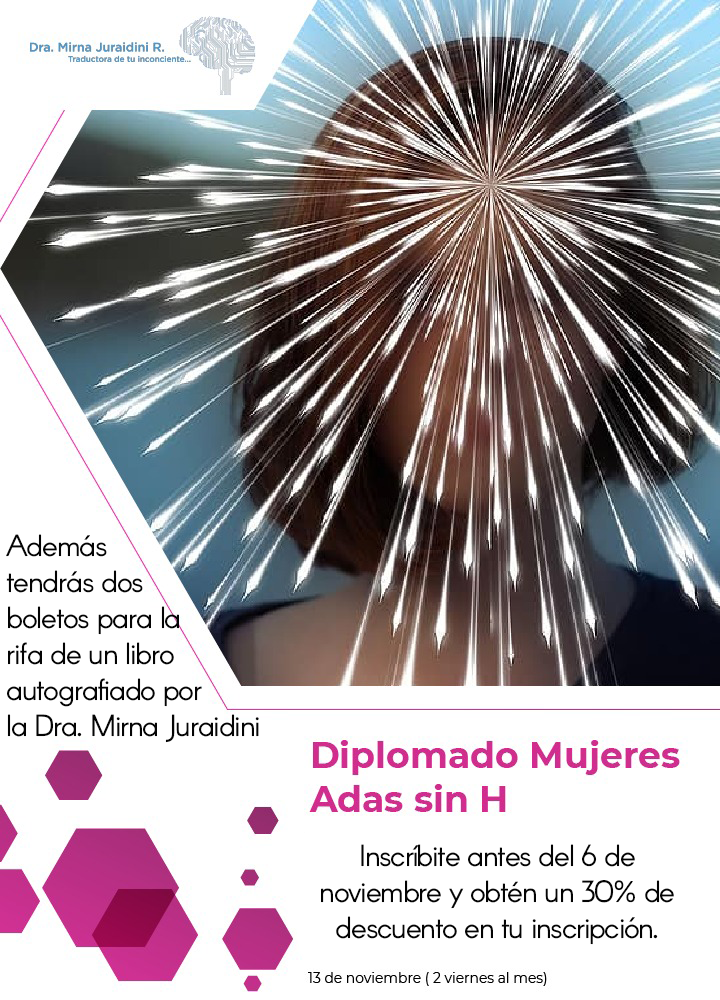 Dra. Mirna Juraidini R.
Traductora de tu inconciente...
Además
tendrás dos
boletos para la
rifa de un libro
autografiado por
la Dra. Mirna Juraidini
Diplomado Mujeres
Adas sin H
Inscríbite antes del 6 de
noviembre y obtén un 30% de
descuento en tu inscripción.
13 de noviembre ( 2 viernes al mes)